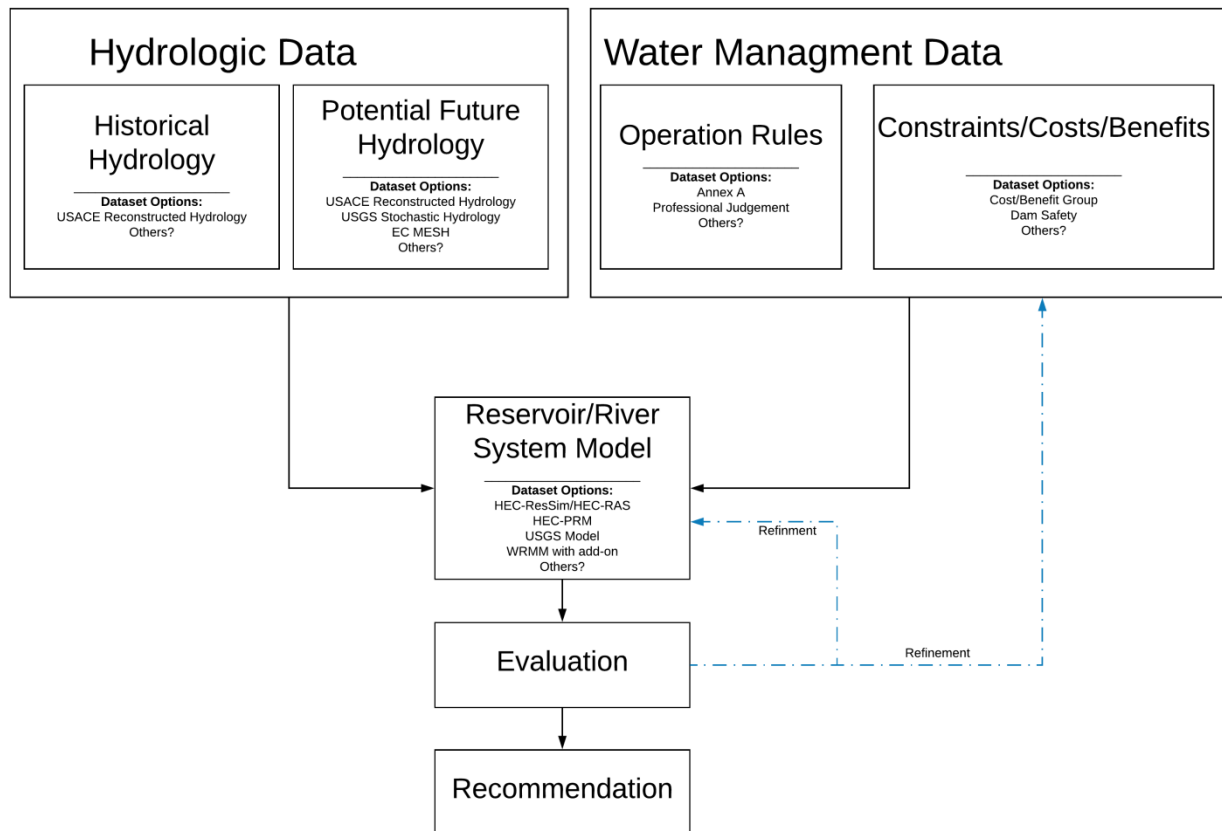 Hydrologic Data
Historical
Hydrology
Dataset Options:
USACE Reconstructed Hydrology
Others?
Potential Future
Hydrology
Dataset Options:
USACE Reconstructed Hydrology
USGS Stochastic Hydrology
EC MESH
Others?
Water Managment Data
Operation Rules
Dataset Options:
Annex A
Professional Judgement
Others?
Constraints/Costs/Benefits
Dataset Options:
Cost/Benefit Group
Dam Safety
Others?
Reservoir/River
System Model
Dataset Options:
HEC-ResSim/HEC-RAS
HEC-PRM
USGS Model
WRMM with add-on
Others?
Refinment
Evaluation
Refinement
Recommendation